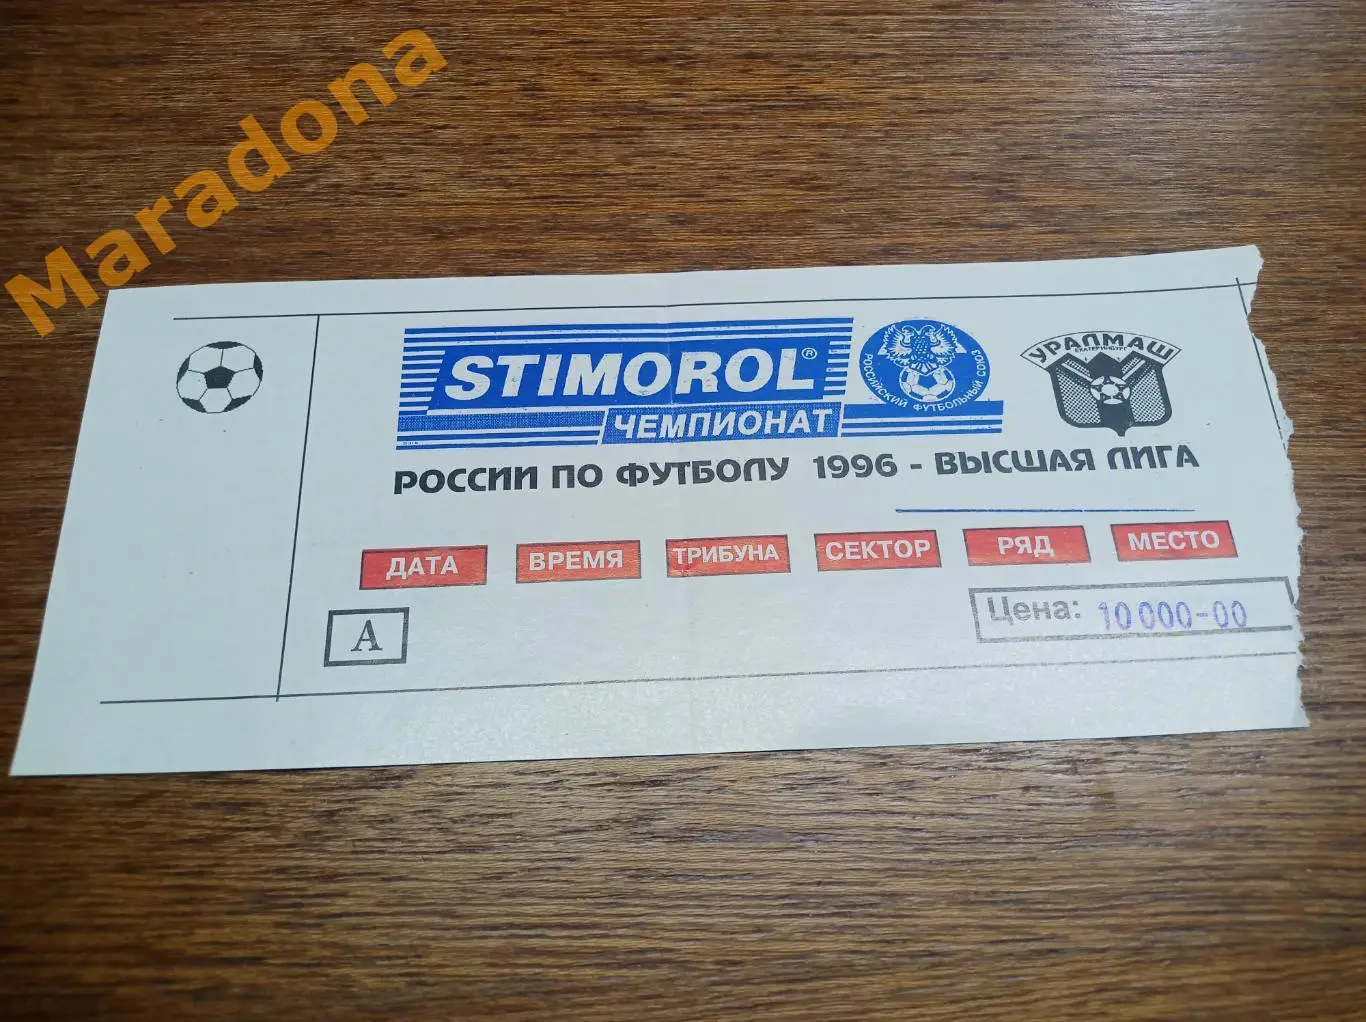 Maradona
STIMOROL®
ЧЕМПИОНАТ
РОССИЙСКИЙ ФУТБОЛЬНЫЙ СОЮЗ
УРАЛМАШ
ЕКАТЕРИНБУРГ
РОССИИ ПО ФУТБОЛУ 1996 - ВЫСШАЯ ЛИГА
ДАТА ВРЕМЯ ТРИБУНА СЕКТОР РЯД МЕСТО
А
Цена: 10 000-00